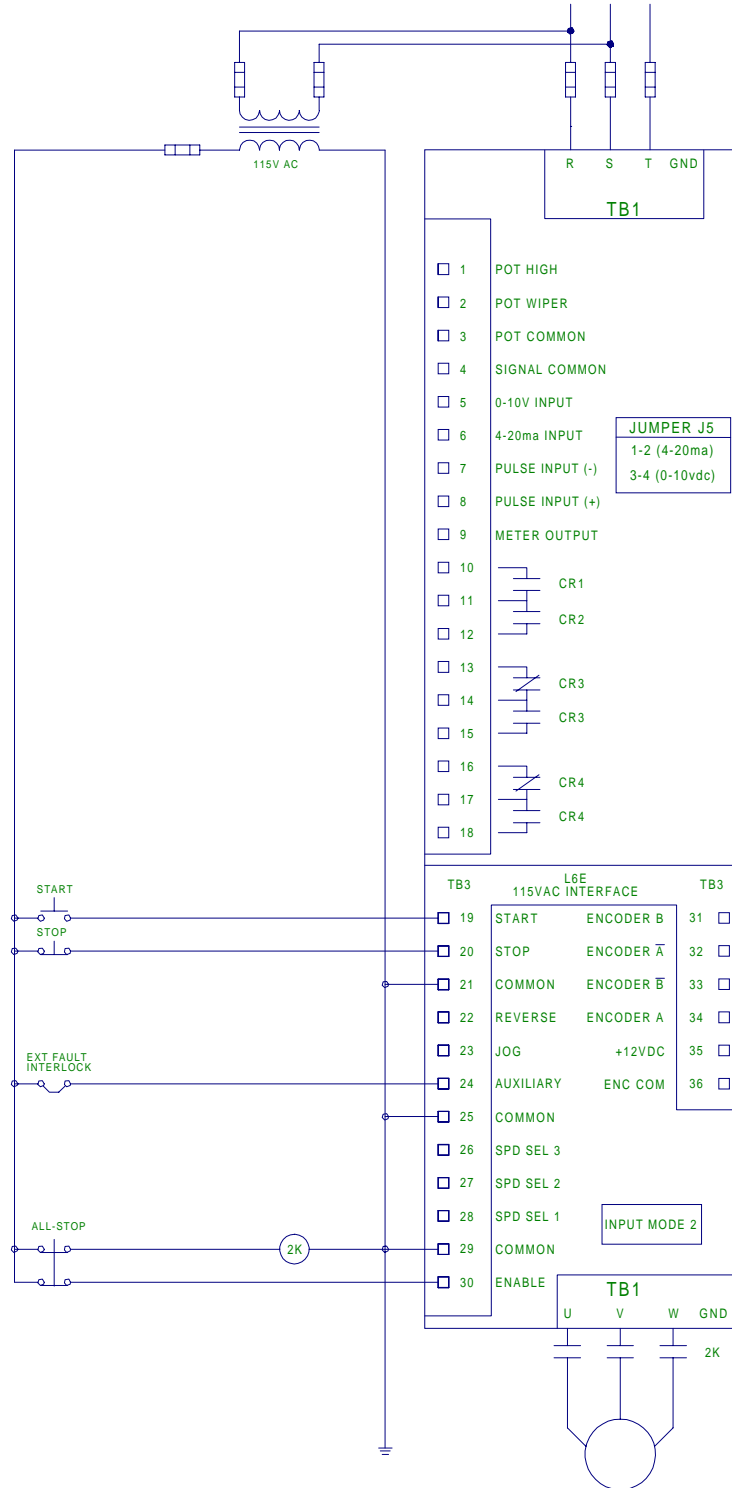 115V AC
R S T GND
TB1
1 POT HIGH
2 POT WIPER
3 POT COMMON
4 SIGNAL COMMON
5 0-10V INPUT
6 4-20ma INPUT
7 PULSE INPUT (-)
8 PULSE INPUT (+)
9 METER OUTPUT
JUMPER J5
1-2 (4-20ma)
3-4 (0-10vdc)
10
CR1
11
CR2
12
13
CR3
14
CR3
15
16
CR4
17
CR4
18
TB3
L6E
115VAC INTERFACE
TB3
START
19 START ENCODER B 31
STOP
20 STOP ENCODER A̅ 32
21 COMMON ENCODER B̅ 33
22 REVERSE ENCODER A 34
23 JOG +12VDC 35
EXT FAULT
INTERLOCK
24 AUXILIARY ENC COM 36
25 COMMON
26 SPD SEL 3
27 SPD SEL 2
28 SPD SEL 1
INPUT MODE 2
ALL-STOP
2K
29 COMMON
30 ENABLE
TB1
U V W GND
2K